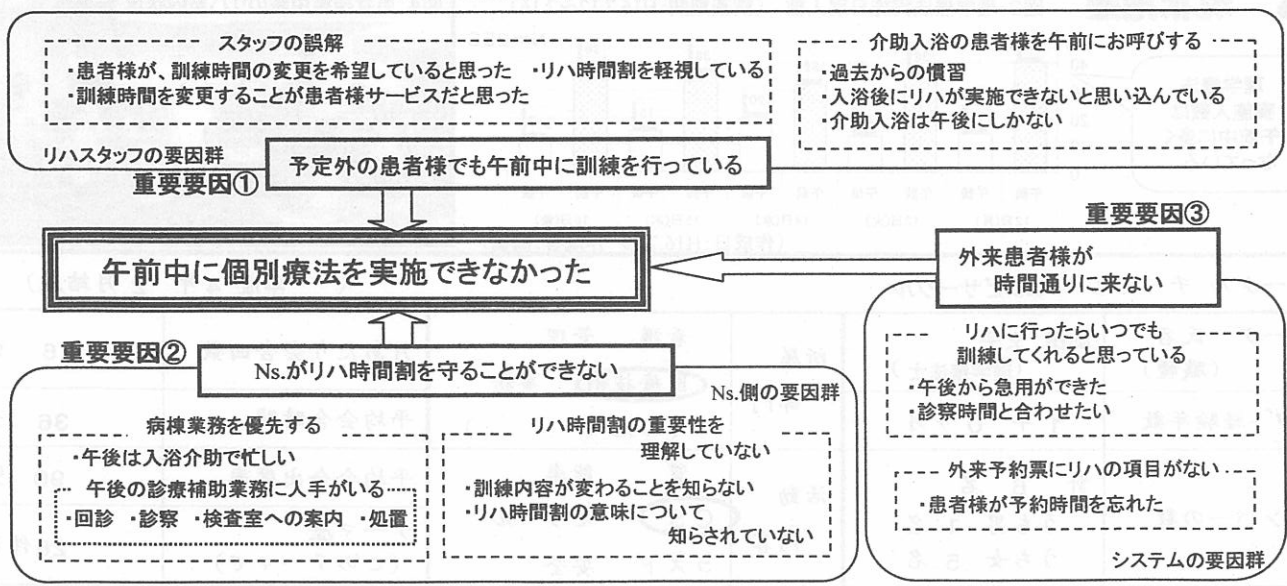 スタッフの誤解
・患者様が、訓練時間の変更を希望していると思った ・リハ時間割を軽視している
・訓練時間を変更することが患者様サービスだと思った
介助入浴の患者様を午前にお呼びする
・過去からの慣習
・入浴後にリハが実施できないと思い込んでいる
・介助入浴は午後にしかない
リハスタッフの要因群
重要要因①
予定外の患者様でも午前中に訓練を行っている
午前中に個別療法を実施できなかった
重要要因③
外来患者様が
時間通りに来ない
リハに行ったらいつでも
訓練してくれると思っている
・午後から急用ができた
・診察時間と合わせたい
外来予約票にリハの項目がない
・患者様が予約時間を忘れた
システムの要因群
重要要因②
Ns.がリハ時間割を守ることができない
Ns.側の要因群
病棟業務を優先する
・午後は入浴介助で忙しい
午後の診療補助業務に人手がいる
・回診 ・診察 ・検査室への案内 ・処置
リハ時間割の重要性を
理解していない
・訓練内容が変わることを知らない
・リハ時間割の意味について
知らされていない